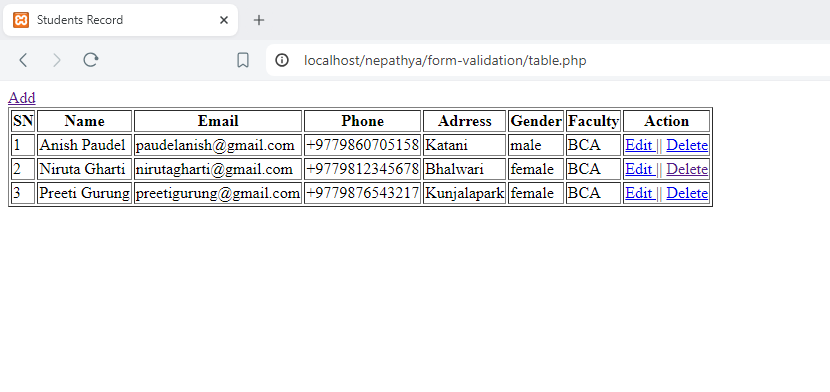 Students Record
localhost/nepathya/form-validation/table.php
Add
SN Name Email Phone Adrress Gender Faculty Action
1 Anish Paudel paudelanish@gmail.com +9779860705158 Katani male BCA Edit || Delete
2 Niruta Gharti nirutagharti@gmail.com +9779812345678 Bhalwari female BCA Edit || Delete
3 Preeti Gurung preetigurung@gmail.com +9779876543217 Kunjalapark female BCA Edit || Delete